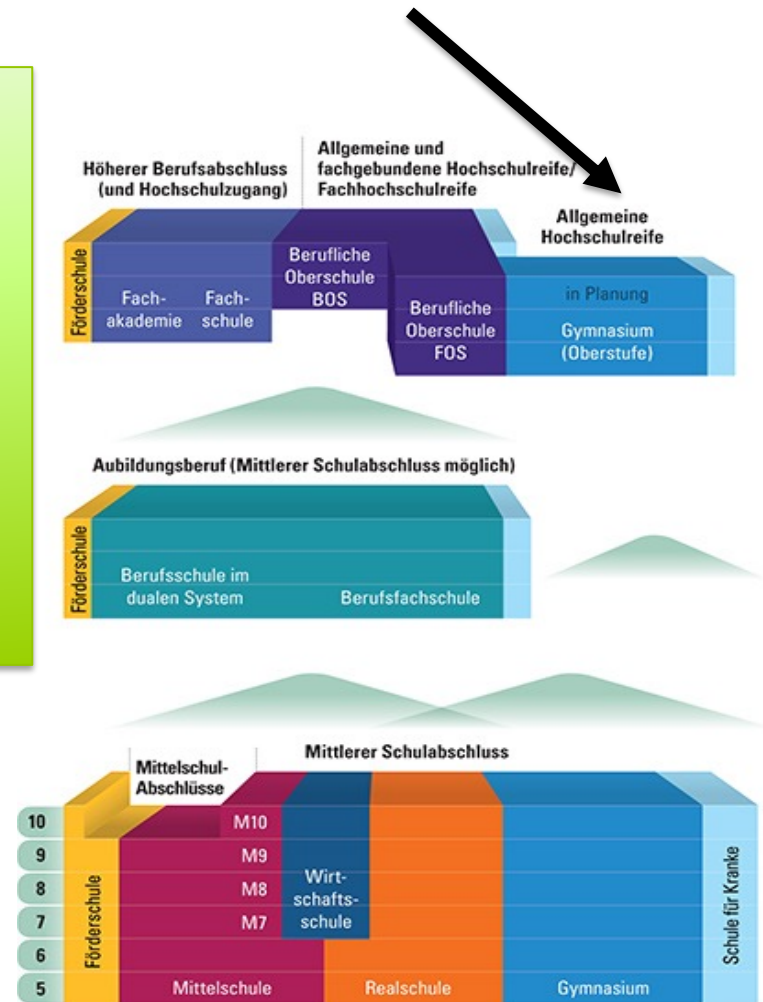 Höherer Berufsabschluss
(und Hochschulzugang)
Allgemeine und
fachgebundene Hochschulreife/
Fachhochschulreife
Allgemeine
Hochschulreife
Förderschule
Fach-
akademie
Fach-
schule
Berufliche
Oberschule
BOS
Berufliche
Oberschule
FOS
in Planung
Gymnasium
(Oberstufe)
Aubildungsberuf (Mittlerer Schulabschluss möglich)
Förderschule
Berufsschule im
dualen System
Berufsfachschule
Mittelschul-
Abschlüsse
Mittlerer Schulabschluss
10
M10
9
M9
8
M8
7
M7
6
5
Förderschule
Wirt-
schafts-
schule
Mittelschule
Realschule
Gymnasium
Schule für Kranke